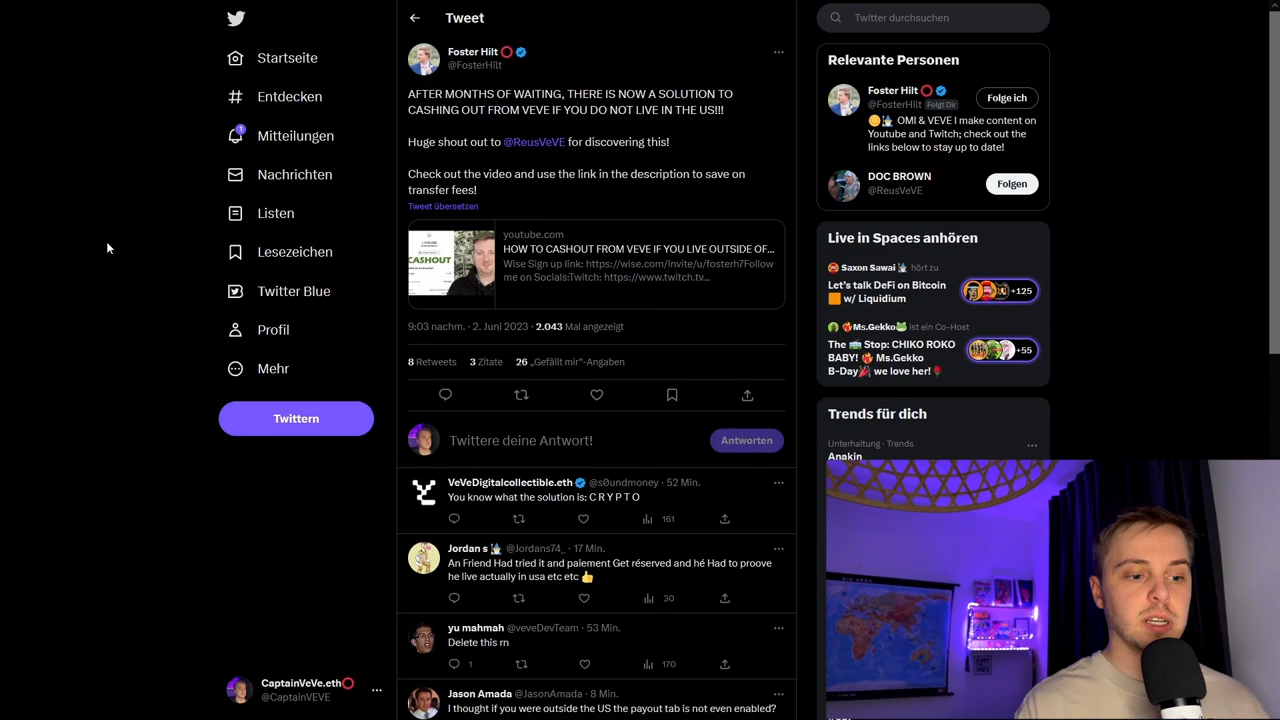 Startseite
Entdecken
1
Mitteilungen
Nachrichten
Listen
Lesezeichen
Twitter Blue
Profil
Mehr
Twittern
CaptainVeVe.eth⭕
@CaptainVEVE
Tweet
Foster Hilt ⭕
@FosterHilt
AFTER MONTHS OF WAITING, THERE IS NOW A SOLUTION TO
CASHING OUT FROM VEVE IF YOU DO NOT LIVE IN THE US!!!
Huge shout out to @ReusVeVE for discovering this!
Check out the video and use the link in the description to save on
transfer fees!
Tweet übersetzen
CASHOUT
youtube.com
HOW TO CASHOUT FROM VEVE IF YOU LIVE OUTSIDE OF...
Wise Sign up link: https://wise.com/invite/u/fosterh7Follow
me on Socials:Twitch: https://www.twitch.tv...
9:03 nachm. · 2. Juni 2023 · 2.043 Mal angezeigt
8 Retweets 3 Zitate 26 „Gefällt mir“-Angaben
Twittere deine Antwort!
Antworten
VeVeDigitalcollectible.eth @s0undmoney · 52 Min.
You know what the solution is: C R Y P T O
161
Jordan s @Jordans74_ · 17 Min.
An Friend Had tried it and paiement Get réserved and hé Had to proove
he live actually in usa etc etc 👍
30
yu mahmah @veveDevTeam · 53 Min.
Delete this rn
1 170
Jason Amada @JasonAmada · 8 Min.
I thought if you were outside the US the payout tab is not even enabled?
Twitter durchsuchen
Relevante Personen
Foster Hilt ⭕
@FosterHilt Folgt Dir
Folge ich
OMI & VEVE I make content on
Youtube and Twitch; check out the
links below to stay up to date!
DOC BROWN
@ReusVeVE
Folgen
Live in Spaces anhören
Saxon Sawai hört zu
Let’s talk DeFi on Bitcoin
🟧 w/ Liquidium
+125
❤️‍🔥Ms.Gekko🐸 ist ein Co-Host
The Stop: CHIKO ROKO
BABY! ❤️‍🔥 Ms.Gekko
B-Day🎉 we love her!🌹
+55
Trends für dich
Unterhaltung · Trends
Anakin